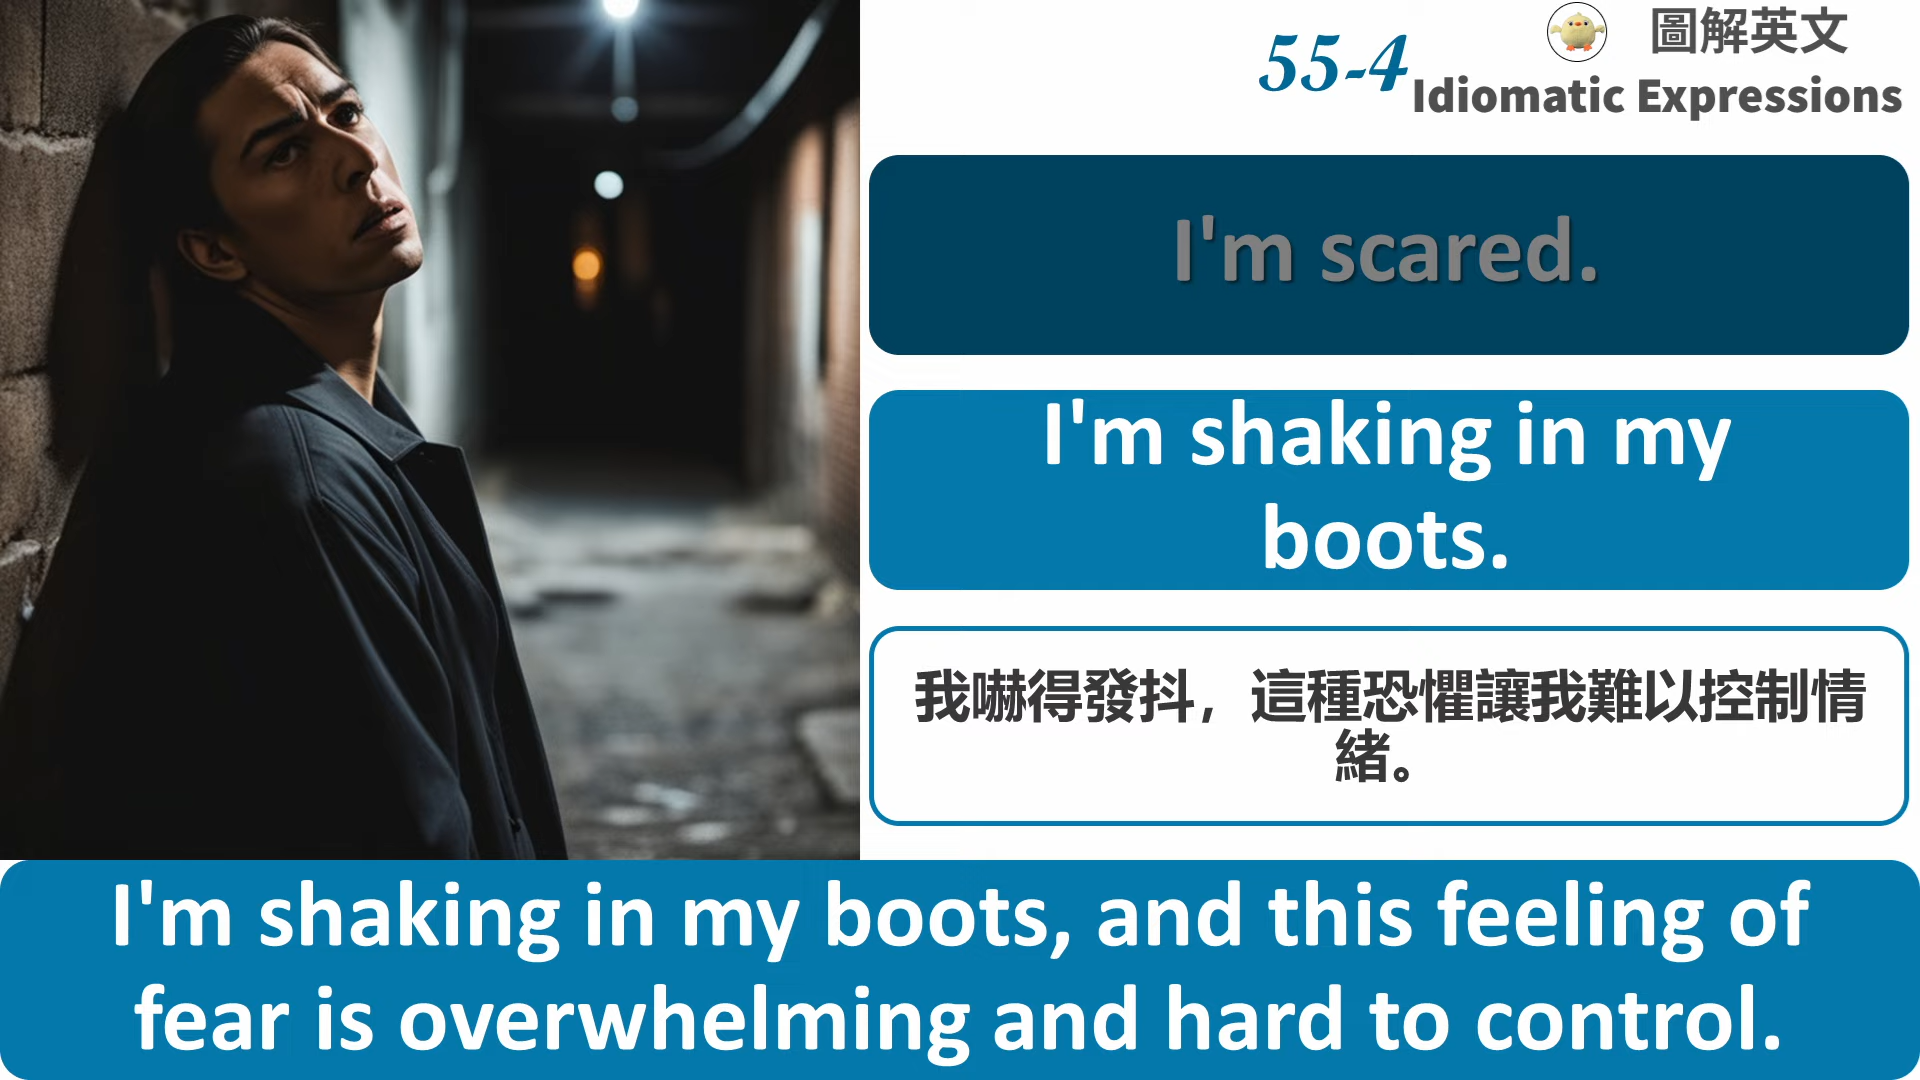 55-4
圖解英文
Idiomatic Expressions
I'm scared.
I'm shaking in my
boots.
我嚇得發抖，這種恐懼讓我難以控制情
緒。
I'm shaking in my boots, and this feeling of
fear is overwhelming and hard to control.